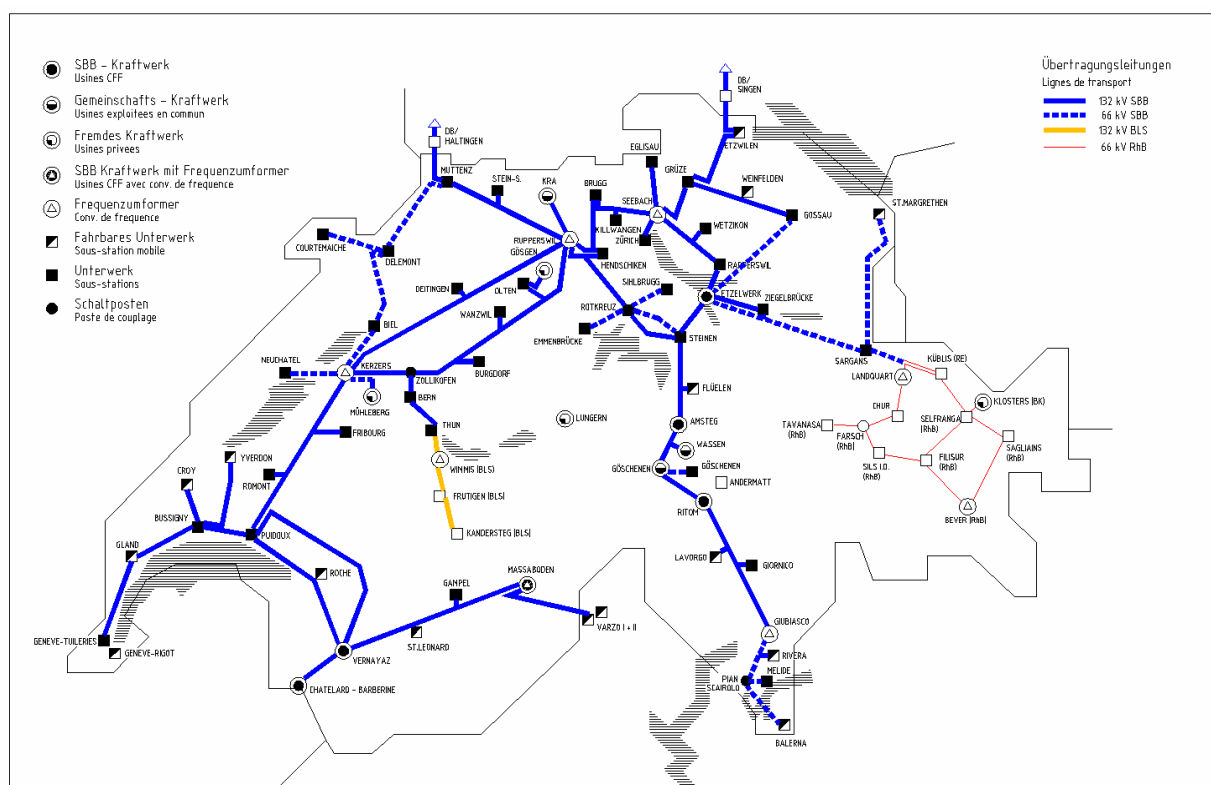 SBB - Kraftwerk
Usines CFF
Gemeinschafts - Kraftwerk
Usines exploitees en commun
Fremdes Kraftwerk
Usines privees
SBB Kraftwerk mit Frequenzumformer
Usines CFF avec conv. de frequence
Frequenzumformer
Conv. de frequence
Fahrbares Unterwerk
Sous-station mobile
Unterwerk
Sous-stations
Schaltposten
Poste de couplage
Übertragungsleitungen
Lignes de transport
132 kV SBB
66 kV SBB
132 kV BLS
66 kV RhB
DB/
SINGEN
DB/
HALTINGEN
ETZWILEN
EGLISAU
GRÜZE
MUTTENZ
STEIN-S.
KRA
BRUGG
SEEBACH
WEINFELDEN
GOSSAU
ST.MARGRETHEN
KILLWANGEN
ZÜRICH
WETZIKON
COURTEMAICHE
DELEMONT
RUPPERSWIL
GÖSGEN
HENDSCHIKEN
RAPPERSWIL
DEITINGEN
OLTEN
SIHLBRUGG
ETZELWERK
ZIEGELBRÜCKE
WANZWIL
ROTKREUZ
BIEL
EMMENBRÜCKE
STEINEN
NEUCHATEL
KERZERS
ZOLLIKOFEN
BURGDORF
SARGANS
KÜBLIS (RE)
LANDQUART
MÜHLEBERG
BERN
FLÜELEN
KLOSTERS (BK)
CHUR
SELFRANGA
(RhB)
LUNGERN
AMSTEG
TAVANASA
(RhB)
FARSCH
(RhB)
SAGLIAINS
(RhB)
FRIBOURG
THUN
WASSEN
YVERDON
CROY
WIMMIS (BLS)
GÖSCHENEN
GÖSCHENEN
SILS I.D.
(RhB)
FILISUR
(RhB)
ROMONT
ANDERMATT
FRUTIGEN (BLS)
RITOM
BEVER (RhB)
BUSSIGNY
PUIDOUX
KANDERSTEG (BLS)
GLAND
LAVORGO
GIORNICO
ROCHE
MASSABODEN
GAMPEL
VARZO I + II
GIUBIASCO
ST.LEONARD
GENEVE-TUILERIES
GENEVE-RIGOT
VERNAYAZ
RIVERA
MELIDE
PIAN
SCAIROLO
CHATELARD - BARBERINE
BALERNA